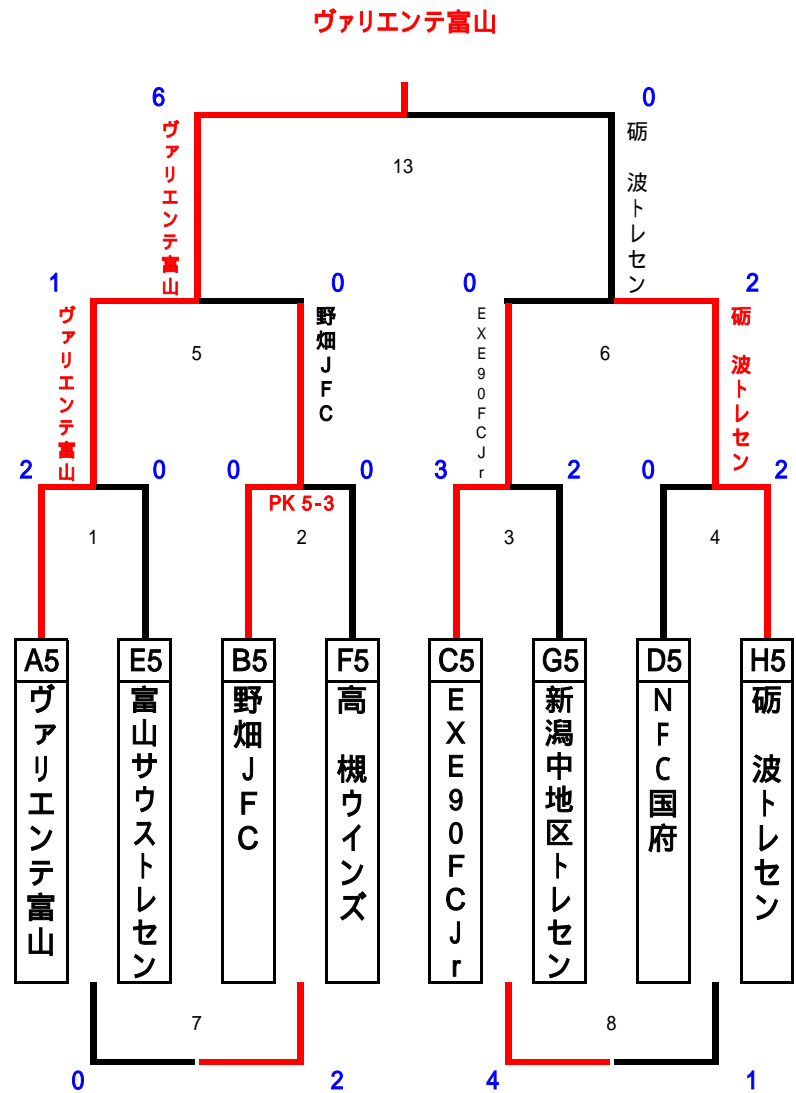 ヴァリエンテ富山
6
0
ヴァリエンテ富山
砺 波トレセン
13
1
0
0
2
ヴァリエンテ富山
野畑JFC
EXE90FCJr
砺 波トレセン
5
6
2
0
0
0
3
2
0
2
PK 5-3
1
2
3
4
A5
E5
B5
F5
C5
G5
D5
H5
ヴァリエンテ富山
富山サウストレセン
野畑JFC
高 槻ウインズ
EXE90FCJr
新潟中地区トレセン
NFC国府
砺 波トレセン
7
8
0
2
4
1